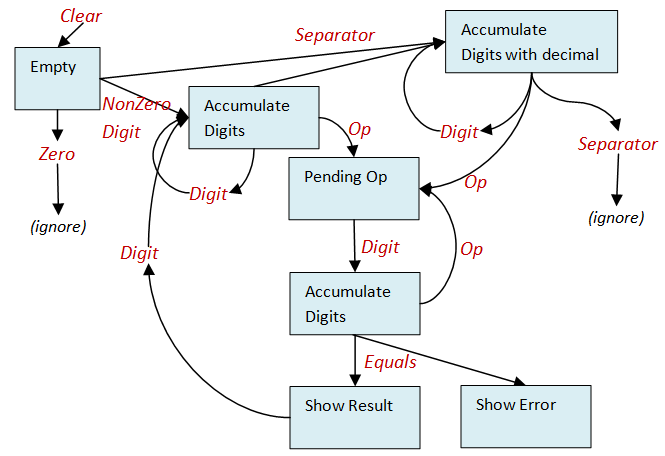 Clear
Separator
Accumulate
Digits with decimal
Empty
NonZero
Digit
Accumulate
Digits
Op
Digit
Separator
Zero
Pending Op
Op
Digit
(ignore)
(ignore)
Digit
Digit
Op
Accumulate
Digits
Equals
Show Result
Show Error